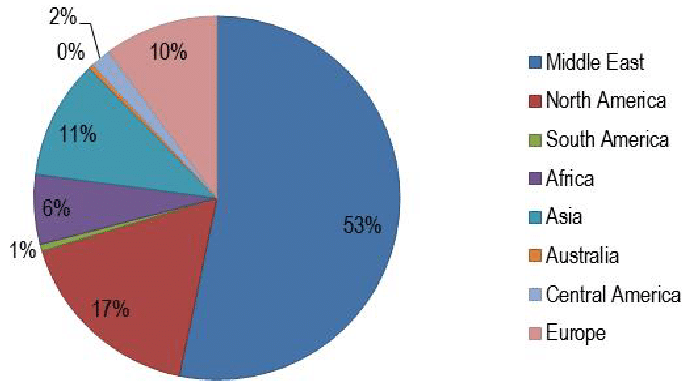 2%
0%
10%
11%
6%
1%
17%
53%
Middle East
North America
South America
Africa
Asia
Australia
Central America
Europe